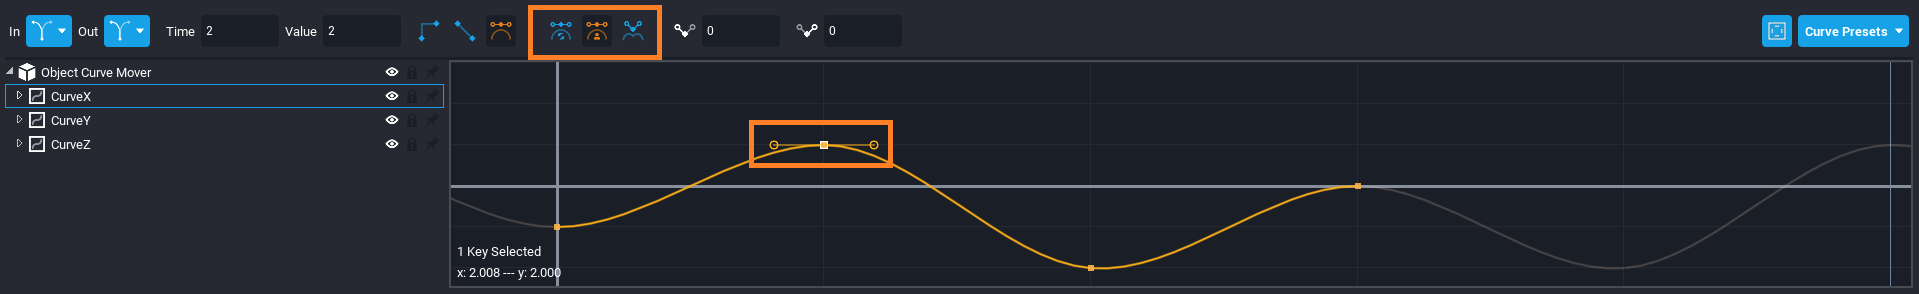 In Out Time 2 Value 2 0 0 Curve Presets
Object Curve Mover
CurveX
CurveY
CurveZ
1 Key Selected
x: 2.008 --- y: 2.000